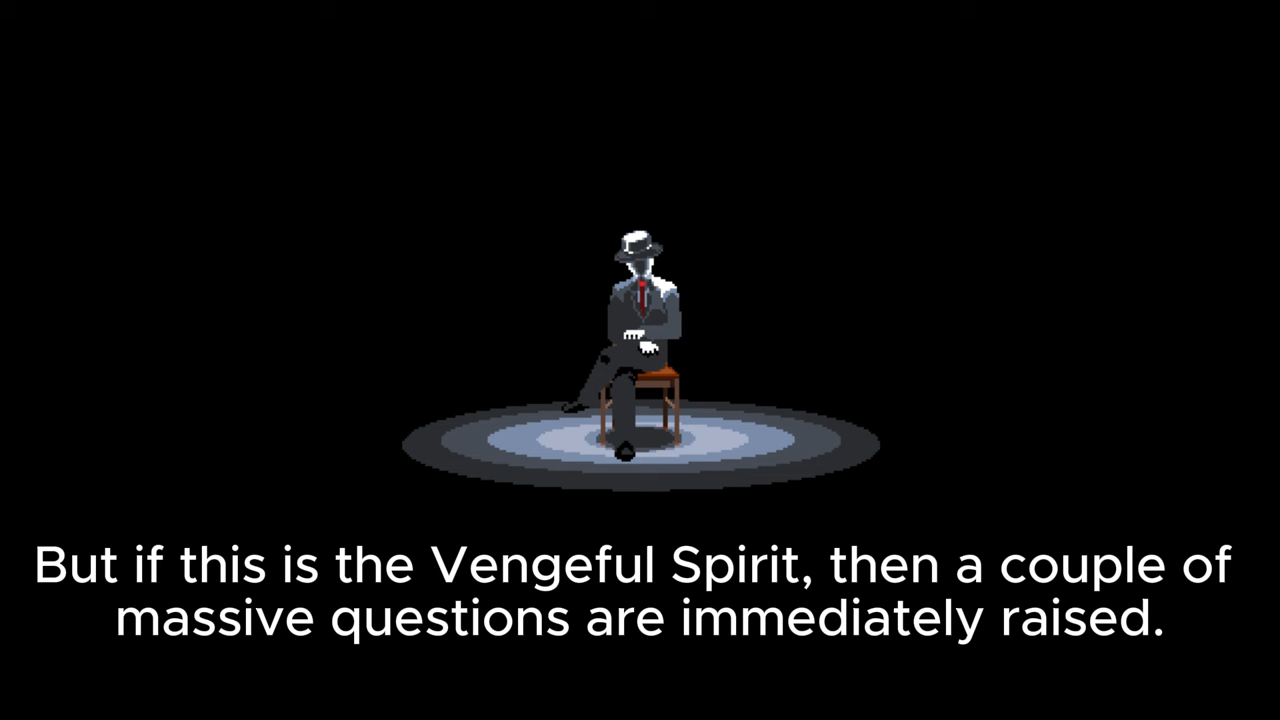 But if this is the Vengeful Spirit, then a couple of
massive questions are immediately raised.